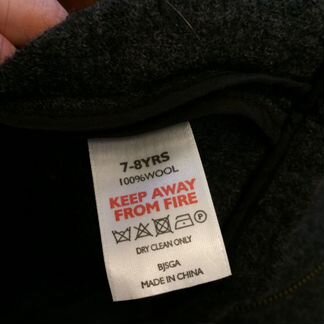 7-8YRS
100%WOOL
KEEP AWAY
FROM FIRE
P
DRY CLEAN ONLY
BJSGA
MADE IN CHINA